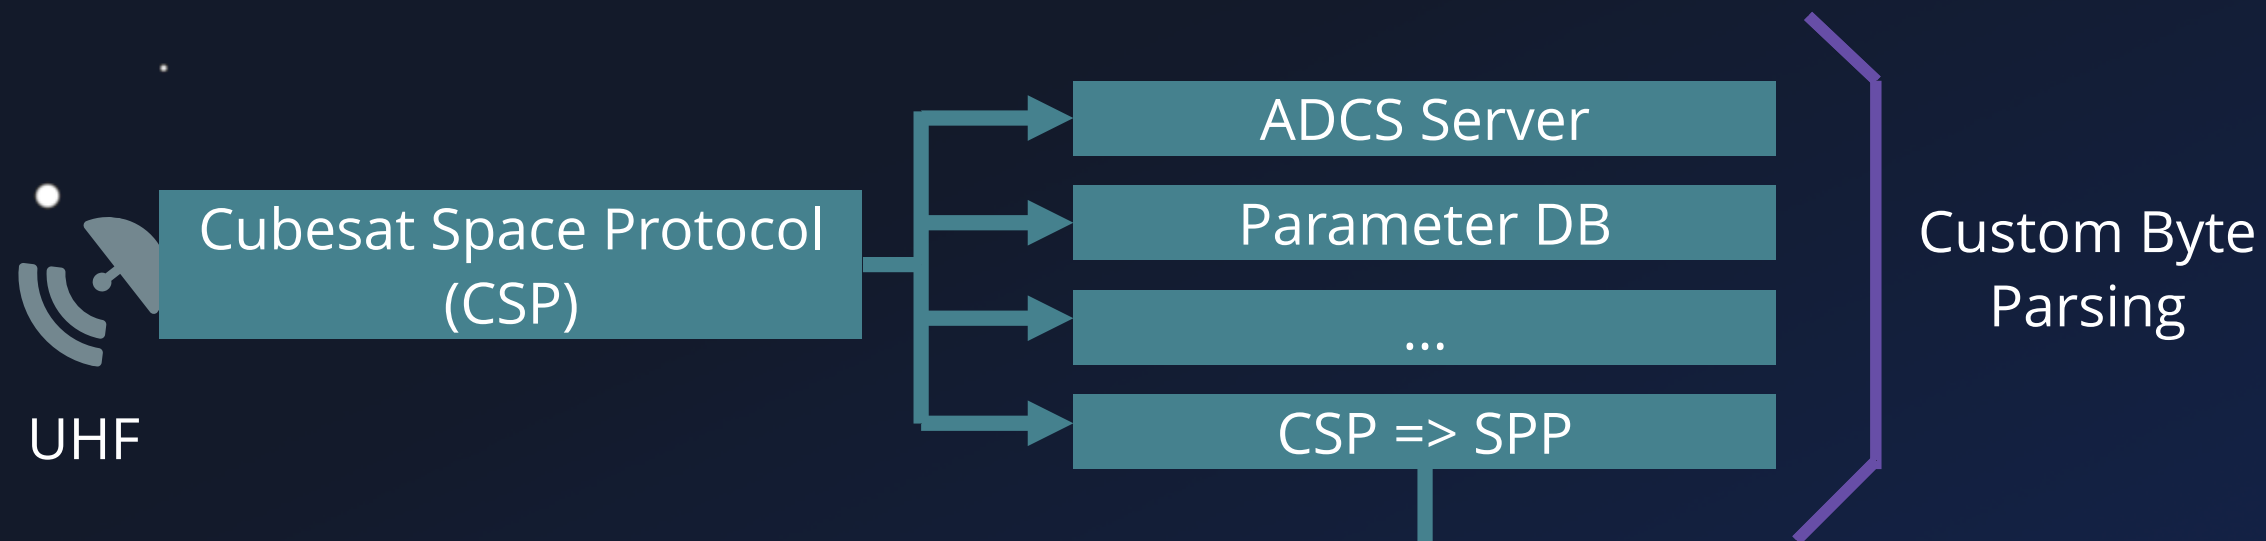 UHF
Cubesat Space Protocol
(CSP)
ADCS Server
Parameter DB
...
CSP => SPP
Custom Byte
Parsing